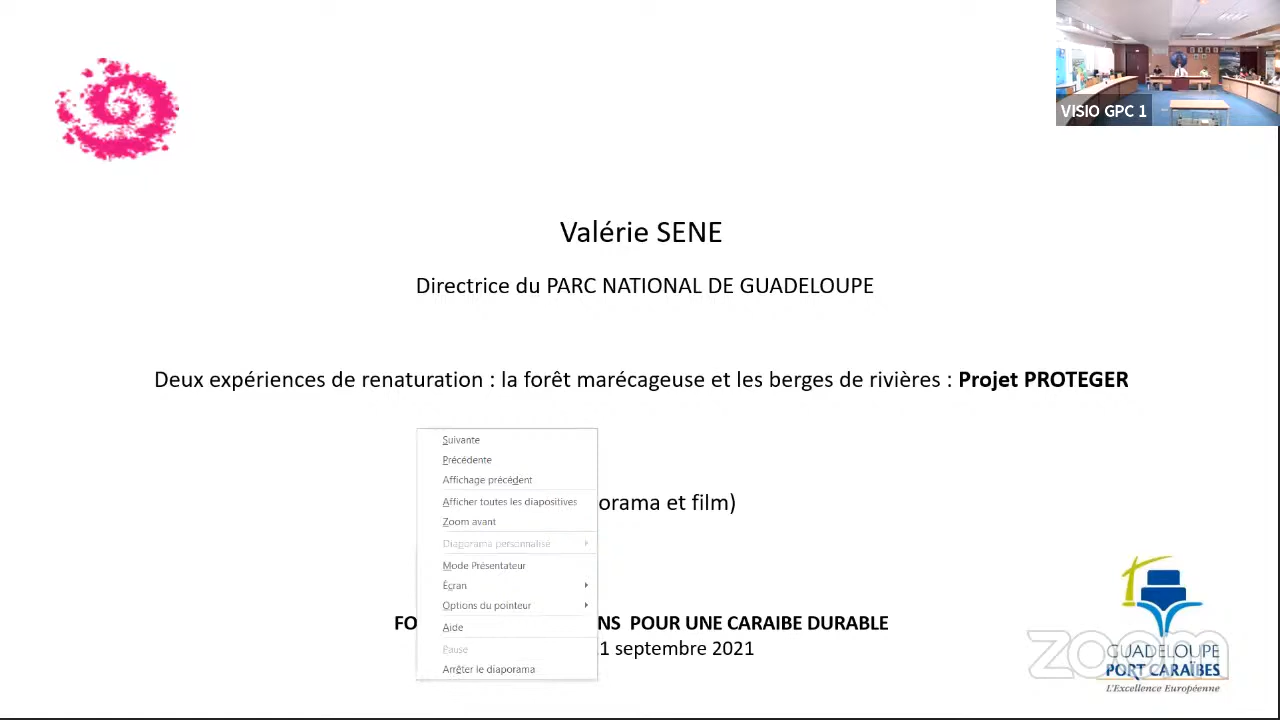 VISIO GPC 1
Valérie SENE
Directrice du PARC NATIONAL DE GUADELOUPE
Deux expériences de renaturation : la forêt marécageuse et les berges de rivières : Projet PROTEGER
Suivante
Précédente
Affichage précédent
Afficher toutes les diapositives
orama et film)
Zoom avant
Diaporama personnalisé
Mode Présentateur
Écran
Options du pointeur
FO NS POUR UNE CARAIBE DURABLE
Aide
1 septembre 2021
Pause
Arrêter le diaporama
zoom
GUADELOUPE
PORT CARAÏBES
L'Excellence Européenne